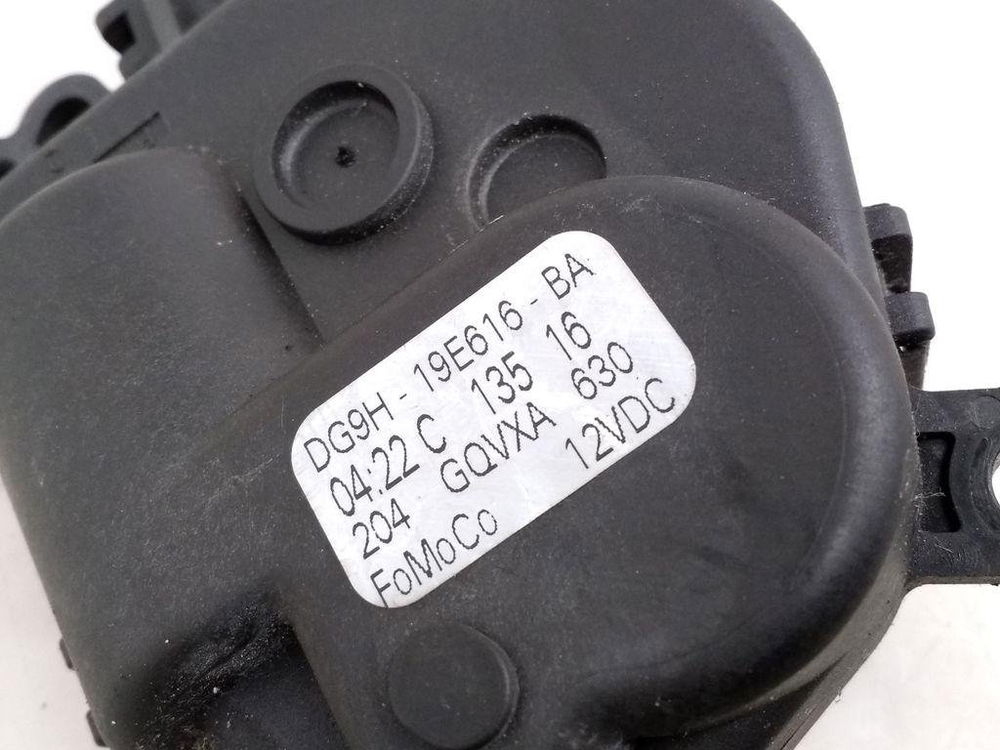 DG9H - 19E616 - BA
04:22 C 135 16
204 GQVXA 630
FoMoCo 12VDC